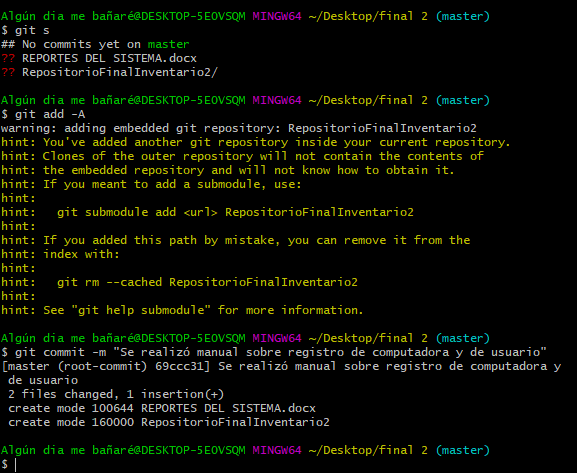 Algún dia me bañaré@DESKTOP-5EOVSQM MINGW64 ~/Desktop/final 2 (master)
$ git s
## No commits yet on master
?? REPORTES DEL SISTEMA.docx
?? RepositorioFinalInventario2/
Algún dia me bañaré@DESKTOP-5EOVSQM MINGW64 ~/Desktop/final 2 (master)
$ git add -A
warning: adding embedded git repository: RepositorioFinalInventario2
hint: You've added another git repository inside your current repository.
hint: Clones of the outer repository will not contain the contents of
hint: the embedded repository and will not know how to obtain it.
hint: If you meant to add a submodule, use:
hint:
hint:   git submodule add <url> RepositorioFinalInventario2
hint:
hint: If you added this path by mistake, you can remove it from the
hint: index with:
hint:
hint:   git rm --cached RepositorioFinalInventario2
hint:
hint: See "git help submodule" for more information.
Algún dia me bañaré@DESKTOP-5EOVSQM MINGW64 ~/Desktop/final 2 (master)
$ git commit -m "Se realizó manual sobre registro de computadora y de usuario"
[master (root-commit) 69ccc31] Se realizó manual sobre registro de computadora y
 de usuario
 2 files changed, 1 insertion(+)
 create mode 100644 REPORTES DEL SISTEMA.docx
 create mode 160000 RepositorioFinalInventario2
Algún dia me bañaré@DESKTOP-5EOVSQM MINGW64 ~/Desktop/final 2 (master)
$